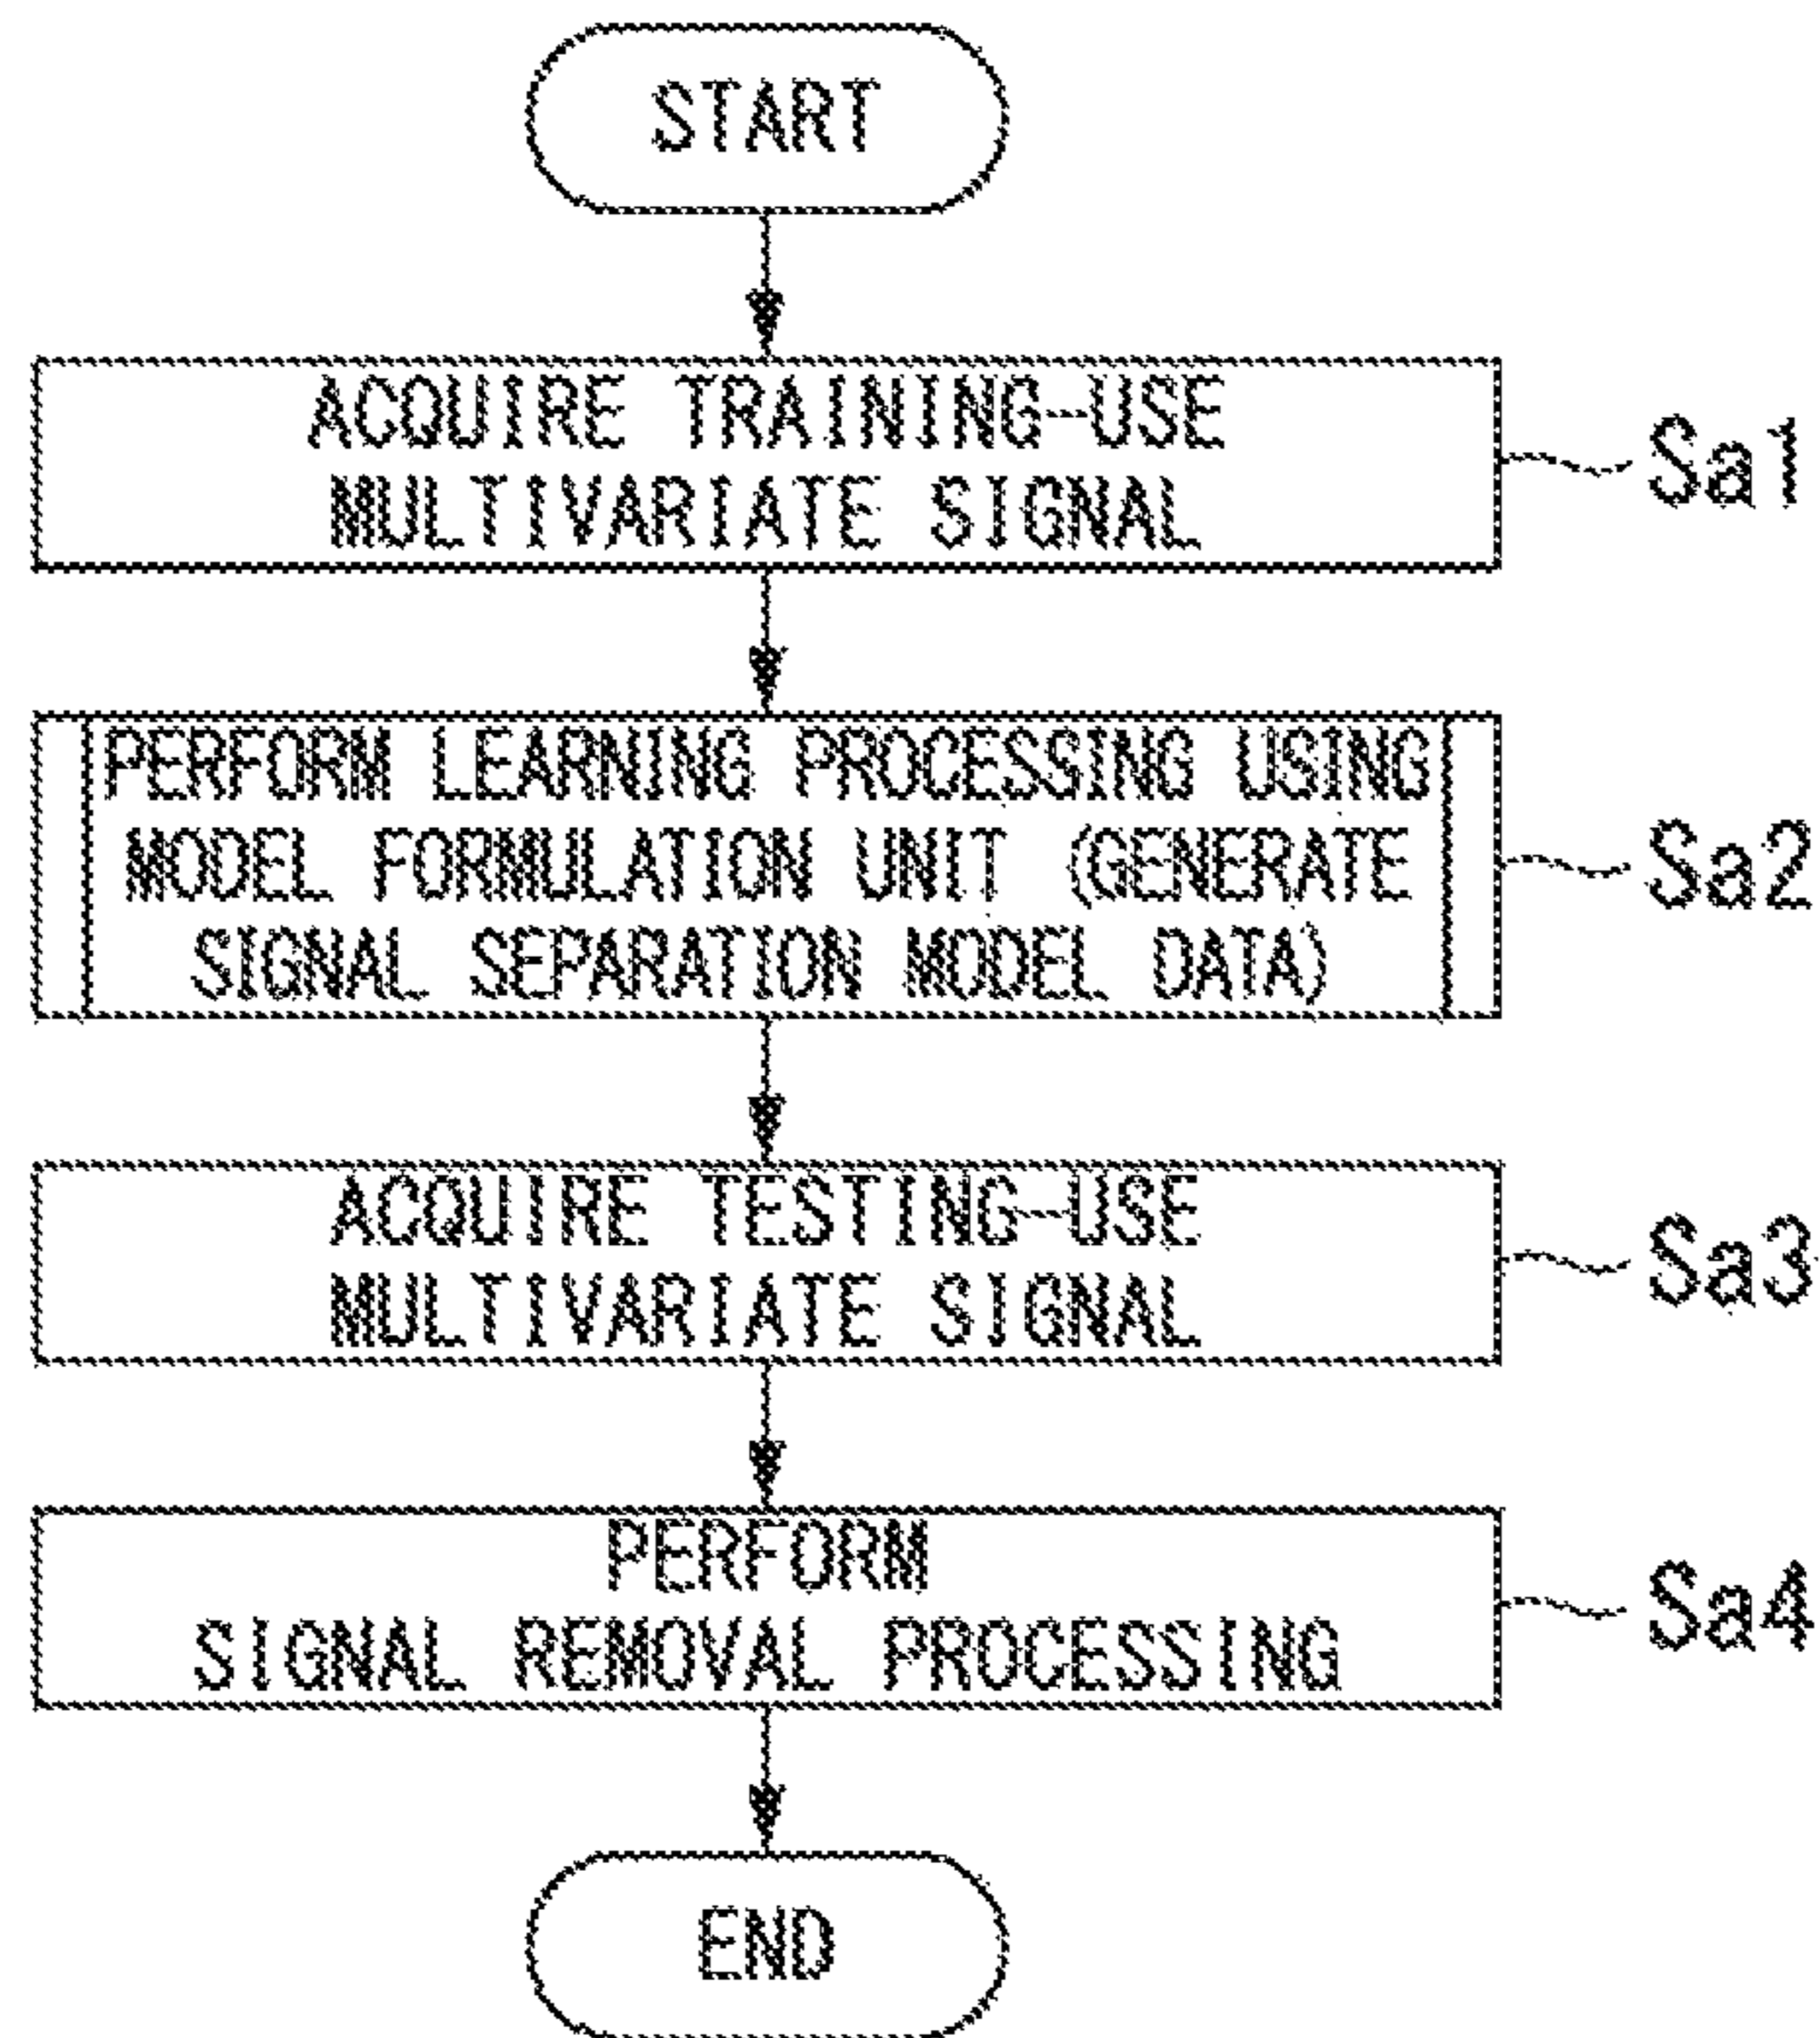 START
ACQUIRE TRAINING-USE
MULTIVARIATE SIGNAL
Sa1
PERFORM LEARNING PROCESSING USING
MODEL FORMULATION UNIT (GENERATE
SIGNAL SEPARATION MODEL DATA)
Sa2
ACQUIRE TESTING-USE
MULTIVARIATE SIGNAL
Sa3
PERFORM
SIGNAL REMOVAL PROCESSING
Sa4
END